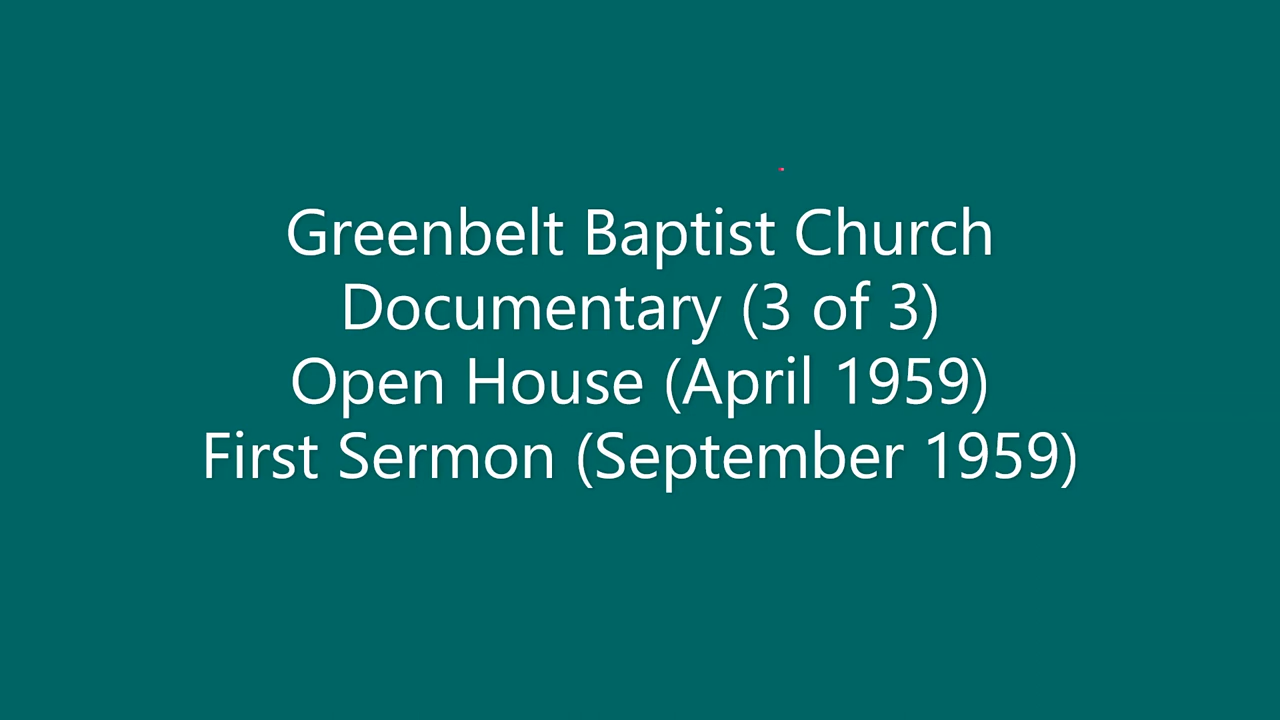 Greenbelt Baptist Church
Documentary (3 of 3)
Open House (April 1959)
First Sermon (September 1959)